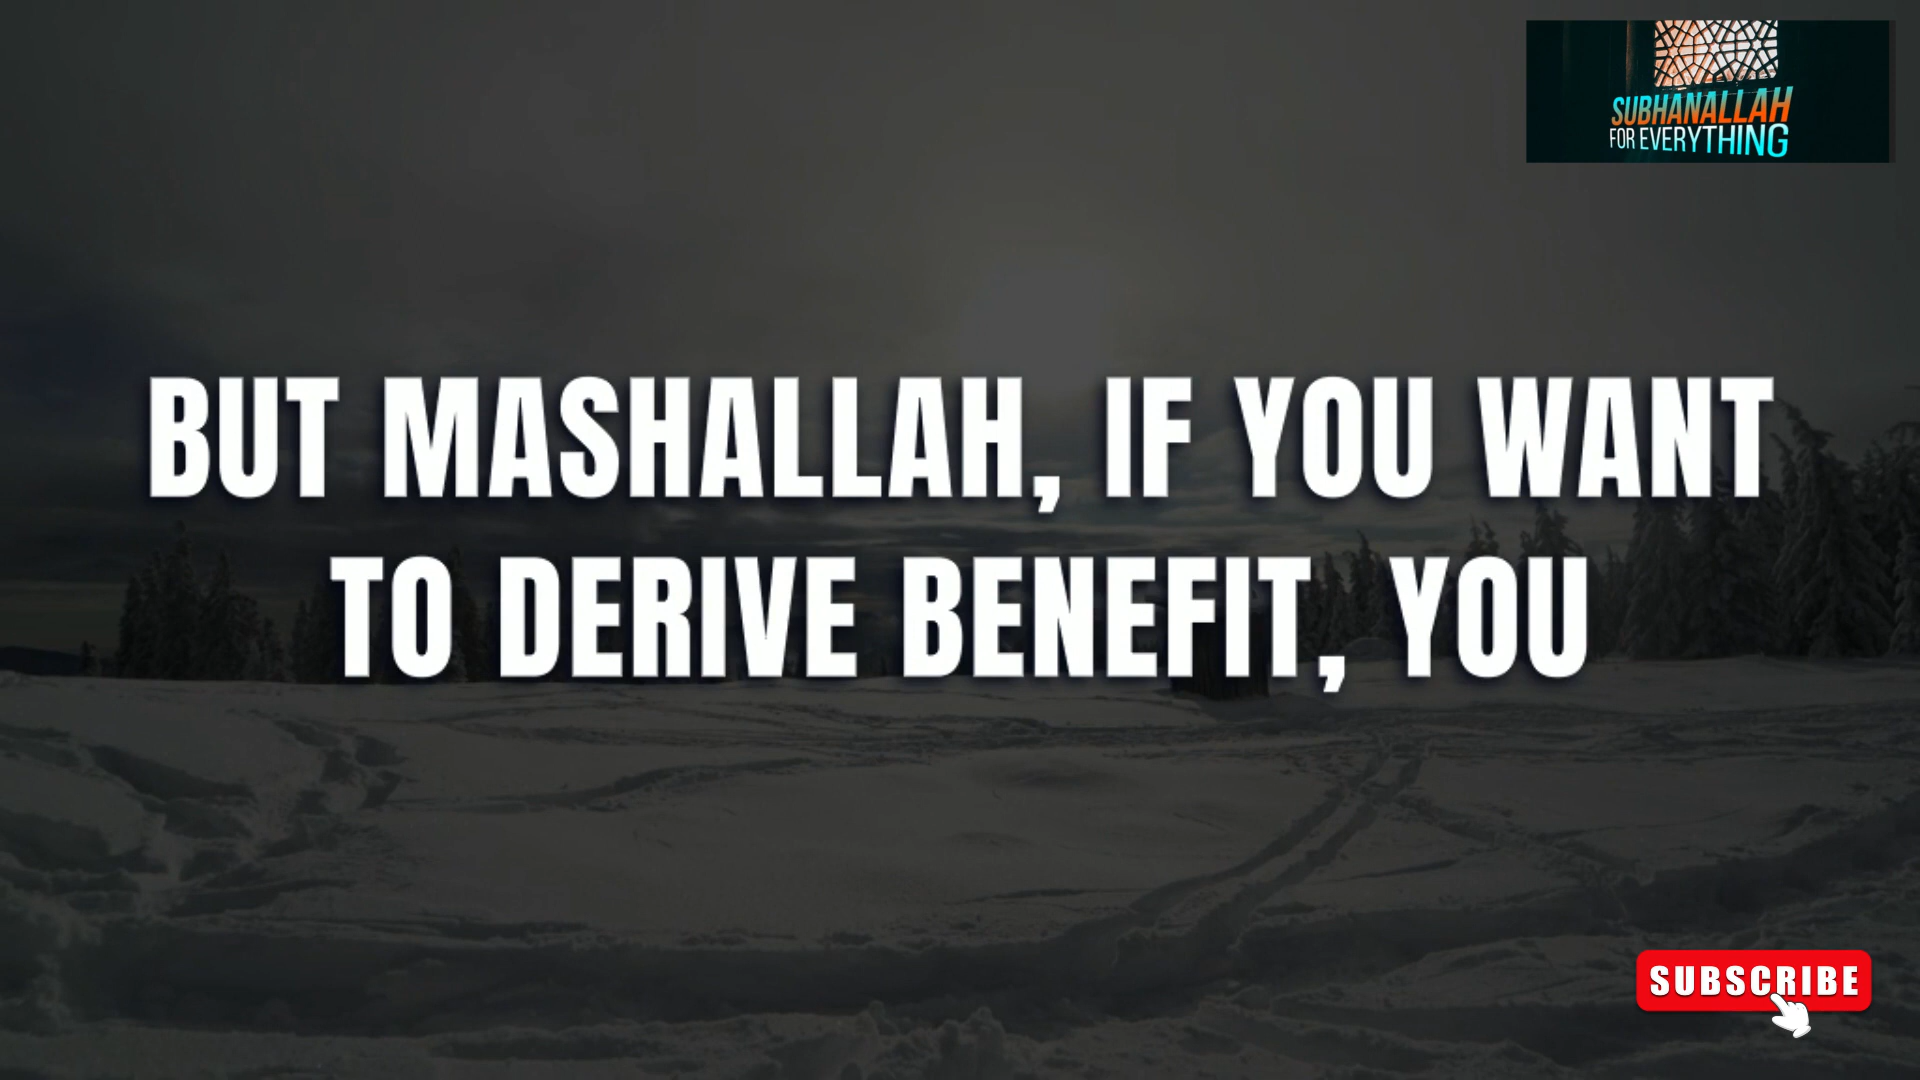 SUBHANALLAH
FOR EVERYTHING
BUT MASHALLAH, IF YOU WANT
TO DERIVE BENEFIT, YOU
SUBSCRIBE